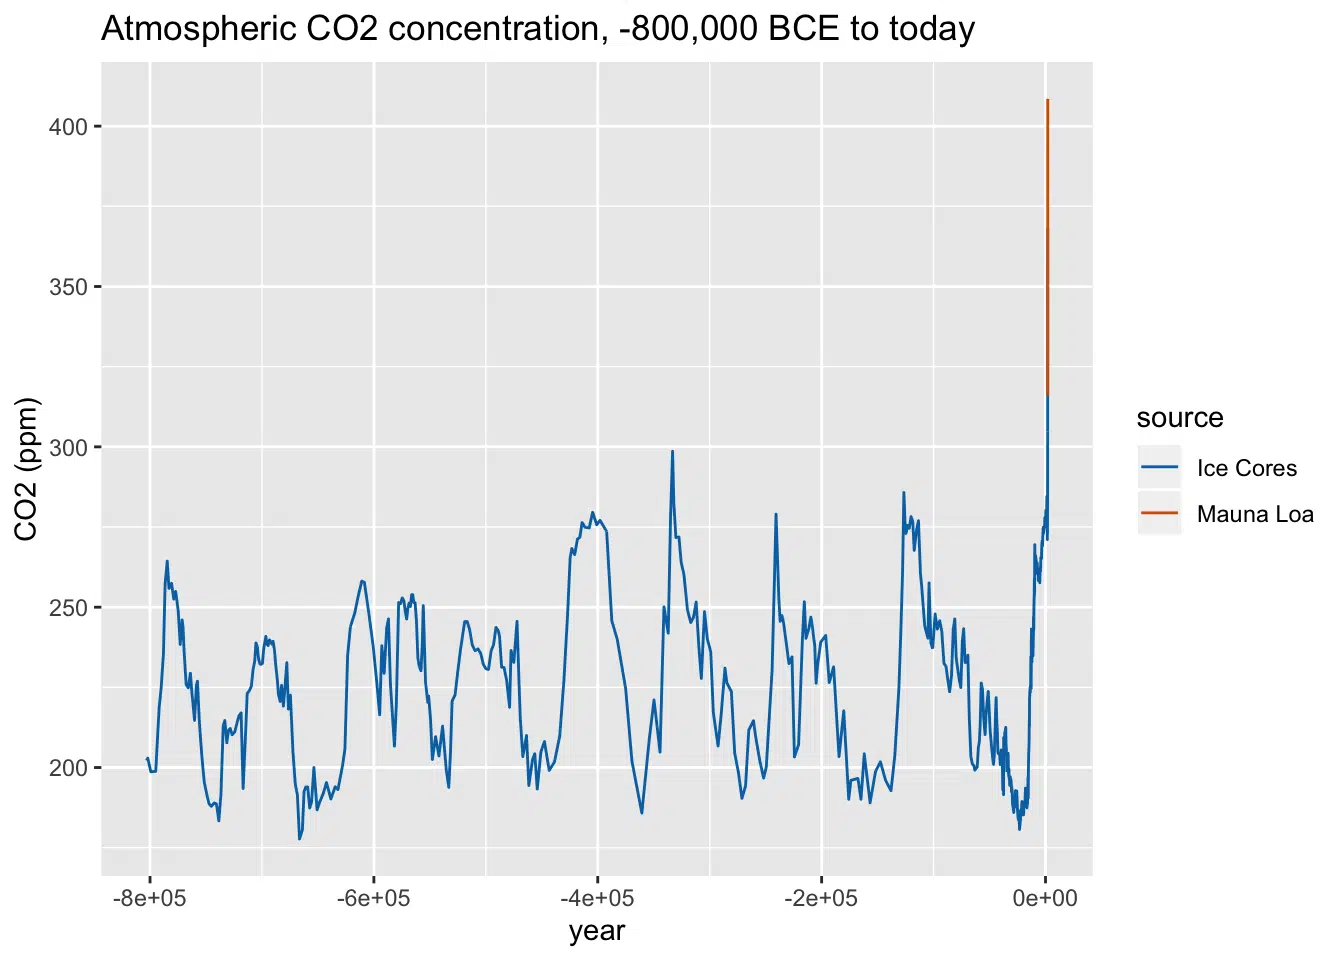 Atmospheric CO2 concentration, -800,000 BCE to today
400
350
300
250
200
CO2 (ppm)
-8e+05
-6e+05
-4e+05
-2e+05
0e+00
year
source
Ice Cores
Mauna Loa